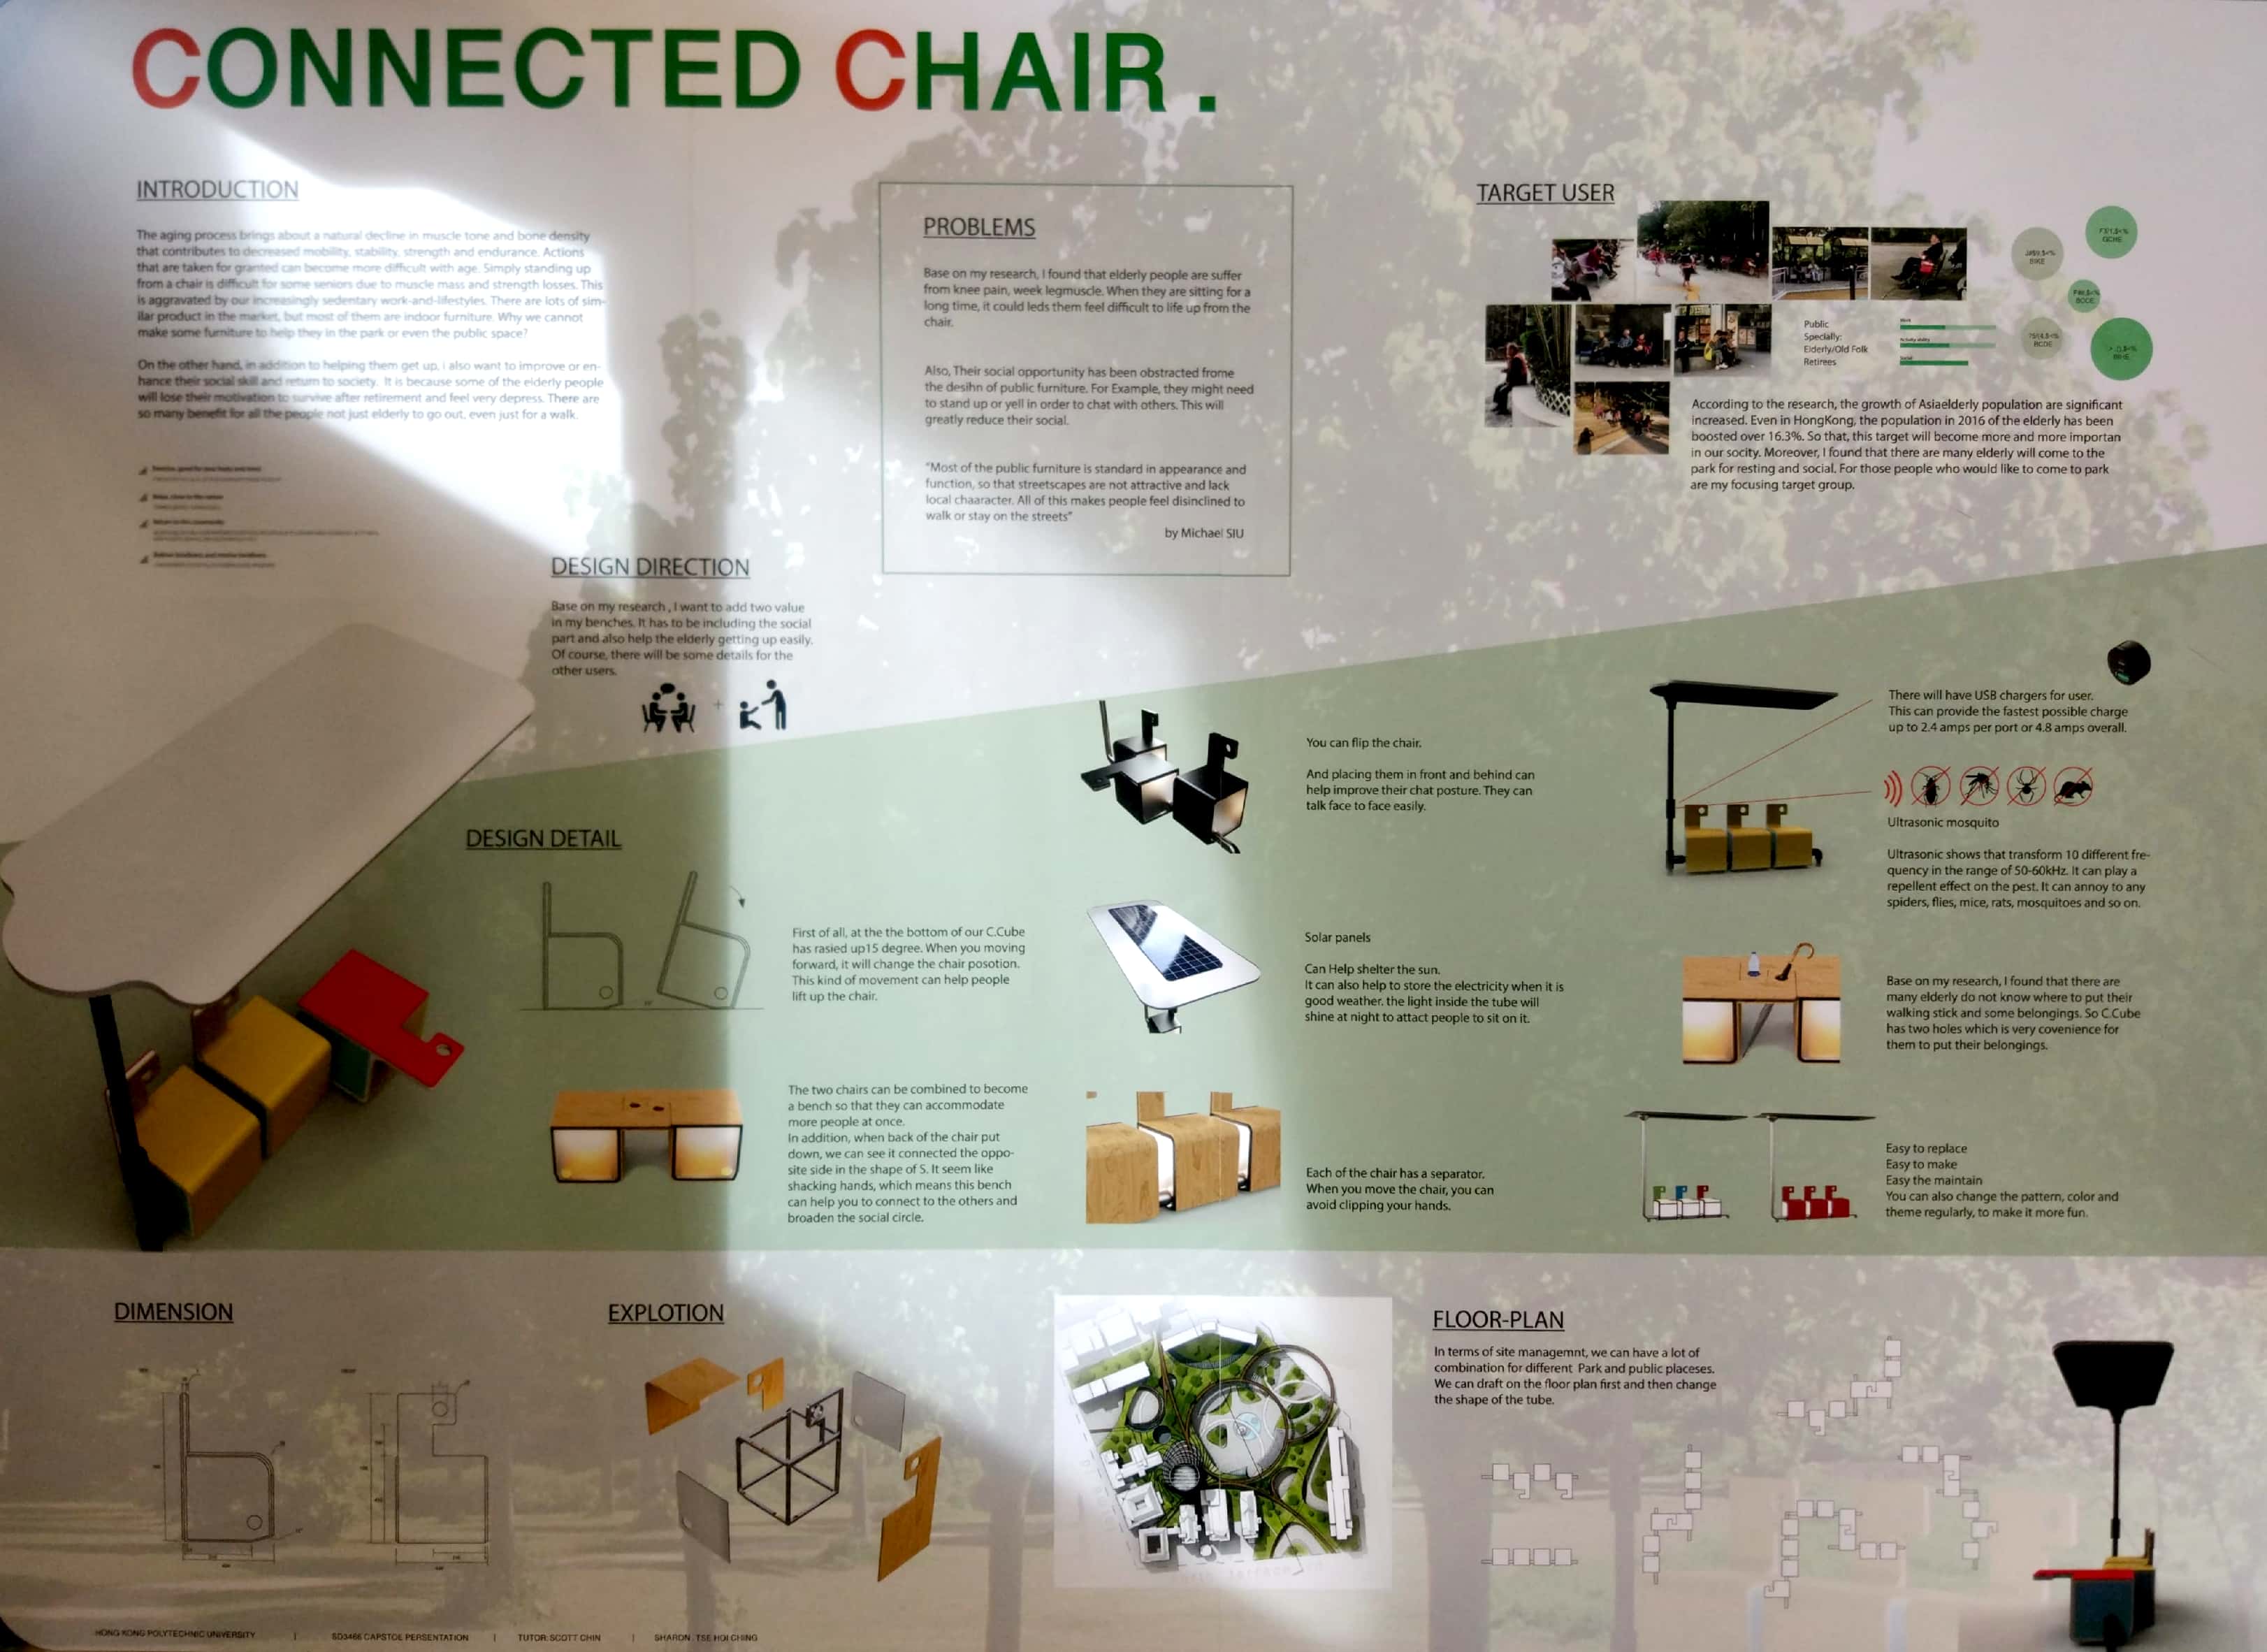 CONNECTED CHAIR.
INTRODUCTION
The aging process brings about a natural decline in muscle tone and bone density
that contributes to decreased mobility, stability, strength and endurance. Actions
that are taken for granted can become more difficult with age. Simply standing up
from a chair is difficult for some seniors due to muscle mass and strength losses. This
is aggravated by our increasingly sedentary work-and-lifestyles. There are lots of sim-
ilar product in the market, but most of them are indoor furniture. Why we cannot
make some furniture to help they in the park or even the public space?
On the other hand, in addition to helping them get up, i also want to improve or en-
hance their social skill and return to society. It is because some of the elderly people
will lose their motivation to survive after retirement and feel very depress. There are
so many benefit for all the people not just elderly to go out, even just for a walk.
PROBLEMS
Base on my research, I found that elderly people are suffer
from knee pain, week legmuscle. When they are sitting for a
long time, it could leds them feel difficult to life up from the
chair.
Also, Their social opportunity has been obstracted frome
the desihn of public furniture. For Example, they might need
to stand up or yell in order to chat with others. This will
greatly reduce their social.
"Most of the public furniture is standard in appearance and
function, so that streetscapes are not attractive and lack
local chaaracter. All of this makes people feel disinclined to
walk or stay on the streets"
by Michael SIU
TARGET USER
Public
Specially:
Elderly/Old Folk
Retirees
According to the research, the growth of Asiaelderly population are significant
increased. Even in HongKong, the population in 2016 of the elderly has been
boosted over 16.3%. So that, this target will become more and more importan
in our socity. Moreover, I found that there are many elderly will come to the
park for resting and social. For those people who would like to come to park
are my focusing target group.
DESIGN DIRECTION
Base on my research , I want to add two value
in my benches. It has to be including the social
part and also help the elderly getting up easily.
Of course, there will be some details for the
other users.
+
DESIGN DETAIL
First of all, at the the bottom of our C.Cube
has rasied up15 degree. When you moving
forward, it will change the chair posotion.
This kind of movement can help people
lift up the chair.
The two chairs can be combined to become
a bench so that they can accommodate
more people at once.
In addition, when back of the chair put
down, we can see it connected the oppo-
site side in the shape of S. It seem like
shacking hands, which means this bench
can help you to connect to the others and
broaden the social circle.
You can flip the chair.
And placing them in front and behind can
help improve their chat posture. They can
talk face to face easily.
Solar panels
Can Help shelter the sun.
It can also help to store the electricity when it is
good weather. the light inside the tube will
shine at night to attact people to sit on it.
Each of the chair has a separator.
When you move the chair, you can
avoid clipping your hands.
There will have USB chargers for user.
This can provide the fastest possible charge
up to 2.4 amps per port or 4.8 amps overall.
Ultrasonic mosquito
Ultrasonic shows that transform 10 different fre-
quency in the range of 50-60kHz. It can play a
repellent effect on the pest. It can annoy to any
spiders, flies, mice, rats, mosquitoes and so on.
Base on my research, I found that there are
many elderly do not know where to put their
walking stick and some belongings. So C.Cube
has two holes which is very covenience for
them to put their belongings.
Easy to replace
Easy to make
Easy the maintain
You can also change the pattern, color and
theme regularly, to make it more fun.
DIMENSION
EXPLOTION
FLOOR-PLAN
In terms of site managemnt, we can have a lot of
combination for different Park and public placeses.
We can draft on the floor plan first and then change
the shape of the tube.
HONG KONG POLYTECHNIC UNIVERSITY | SD3466 CAPSTOE PERSENTATION | TUTOR: SCOTT CHIN | SHARON . TSE HOI CHING